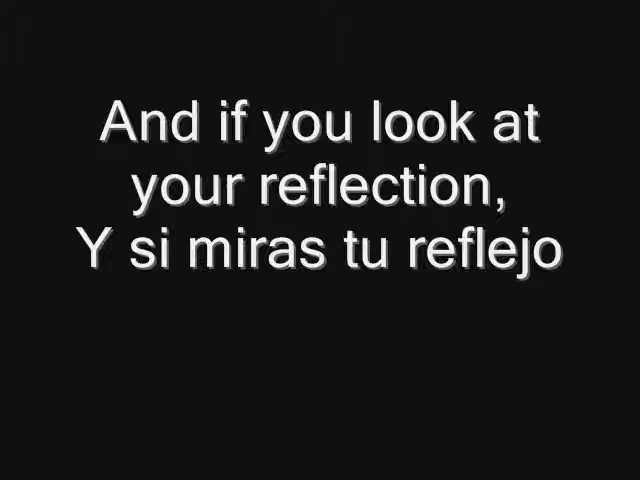 And if you look at
your reflection,
Y si miras tu reflejo